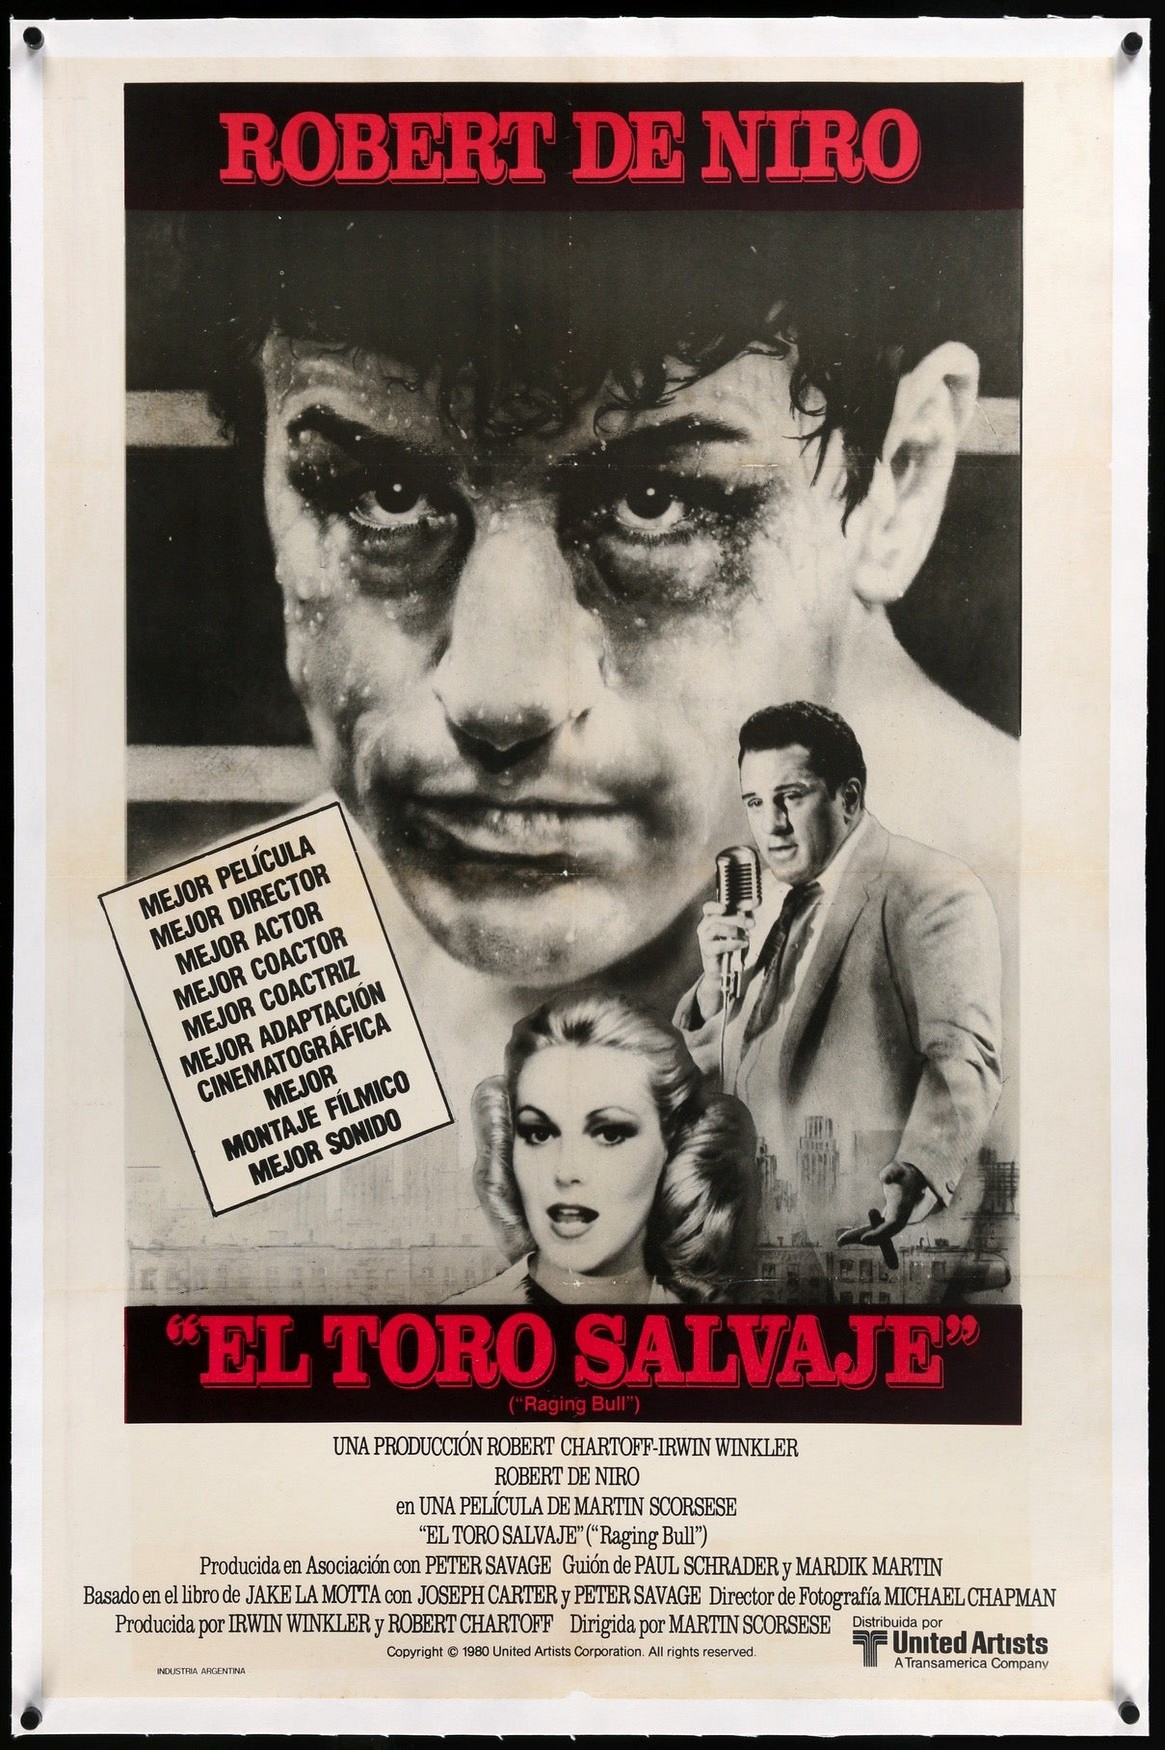 ROBERT DE NIRO
MEJOR PELÍCULA
MEJOR DIRECTOR
MEJOR ACTOR
MEJOR COACTOR
MEJOR COACTRIZ
MEJOR ADAPTACIÓN
CINEMATOGRÁFICA
MEJOR
MONTAJE FÍLMICO
MEJOR SONIDO
“EL TORO SALVAJE”
(“Raging Bull”)
UNA PRODUCCIÓN ROBERT CHARTOFF-IRWIN WINKLER
ROBERT DE NIRO
en UNA PELÍCULA DE MARTIN SCORSESE
“EL TORO SALVAJE” (“Raging Bull”)
Producida en Asociación con PETER SAVAGE Guión de PAUL SCHRADER y MARDIK MARTIN
Basado en el libro de JAKE LA MOTTA con JOSEPH CARTER y PETER SAVAGE Director de Fotografía MICHAEL CHAPMAN
Producida por IRWIN WINKLER y ROBERT CHARTOFF Dirigida por MARTIN SCORSESE
Distribuida por
United Artists
A Transamerica Company
Copyright © 1980 United Artists Corporation. All rights reserved.
INDUSTRIA ARGENTINA